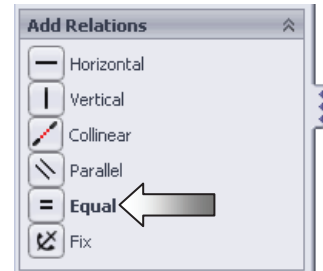 Add Relations
Horizontal
Vertical
Collinear
Parallel
Equal
Fix